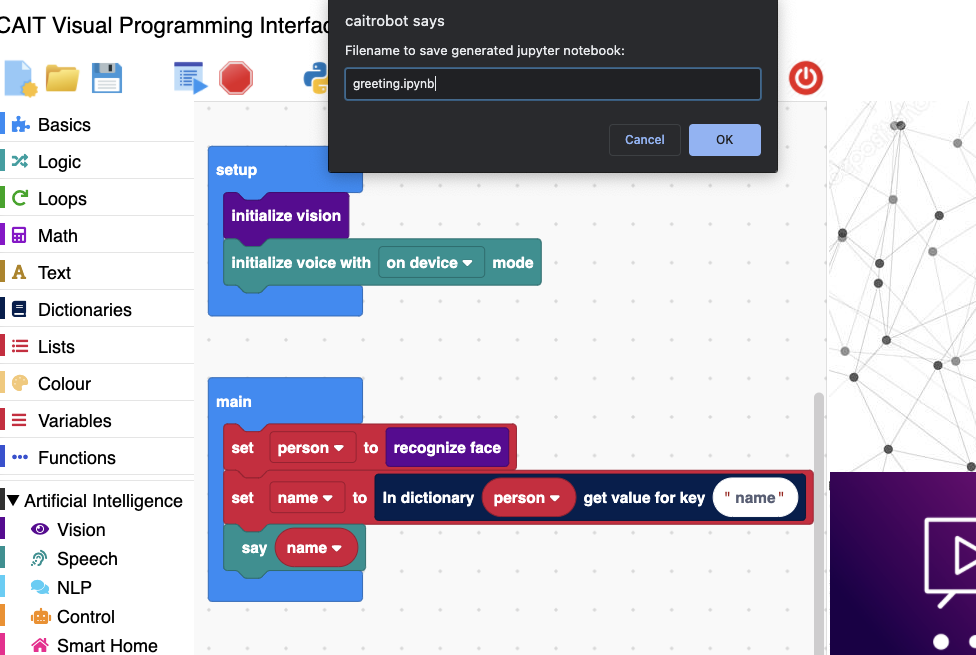 CAIT Visual Programming Interfac
caitrobot says
Filename to save generated jupyter notebook:
greeting.ipynb
Cancel
OK
Basics
Logic
Loops
Math
Text
Dictionaries
Lists
Colour
Variables
Functions
Artificial Intelligence
Vision
Speech
NLP
Control
Smart Home
setup
initialize vision
initialize voice with on device mode
main
set person to recognize face
set name to In dictionary person get value for key " name "
say name